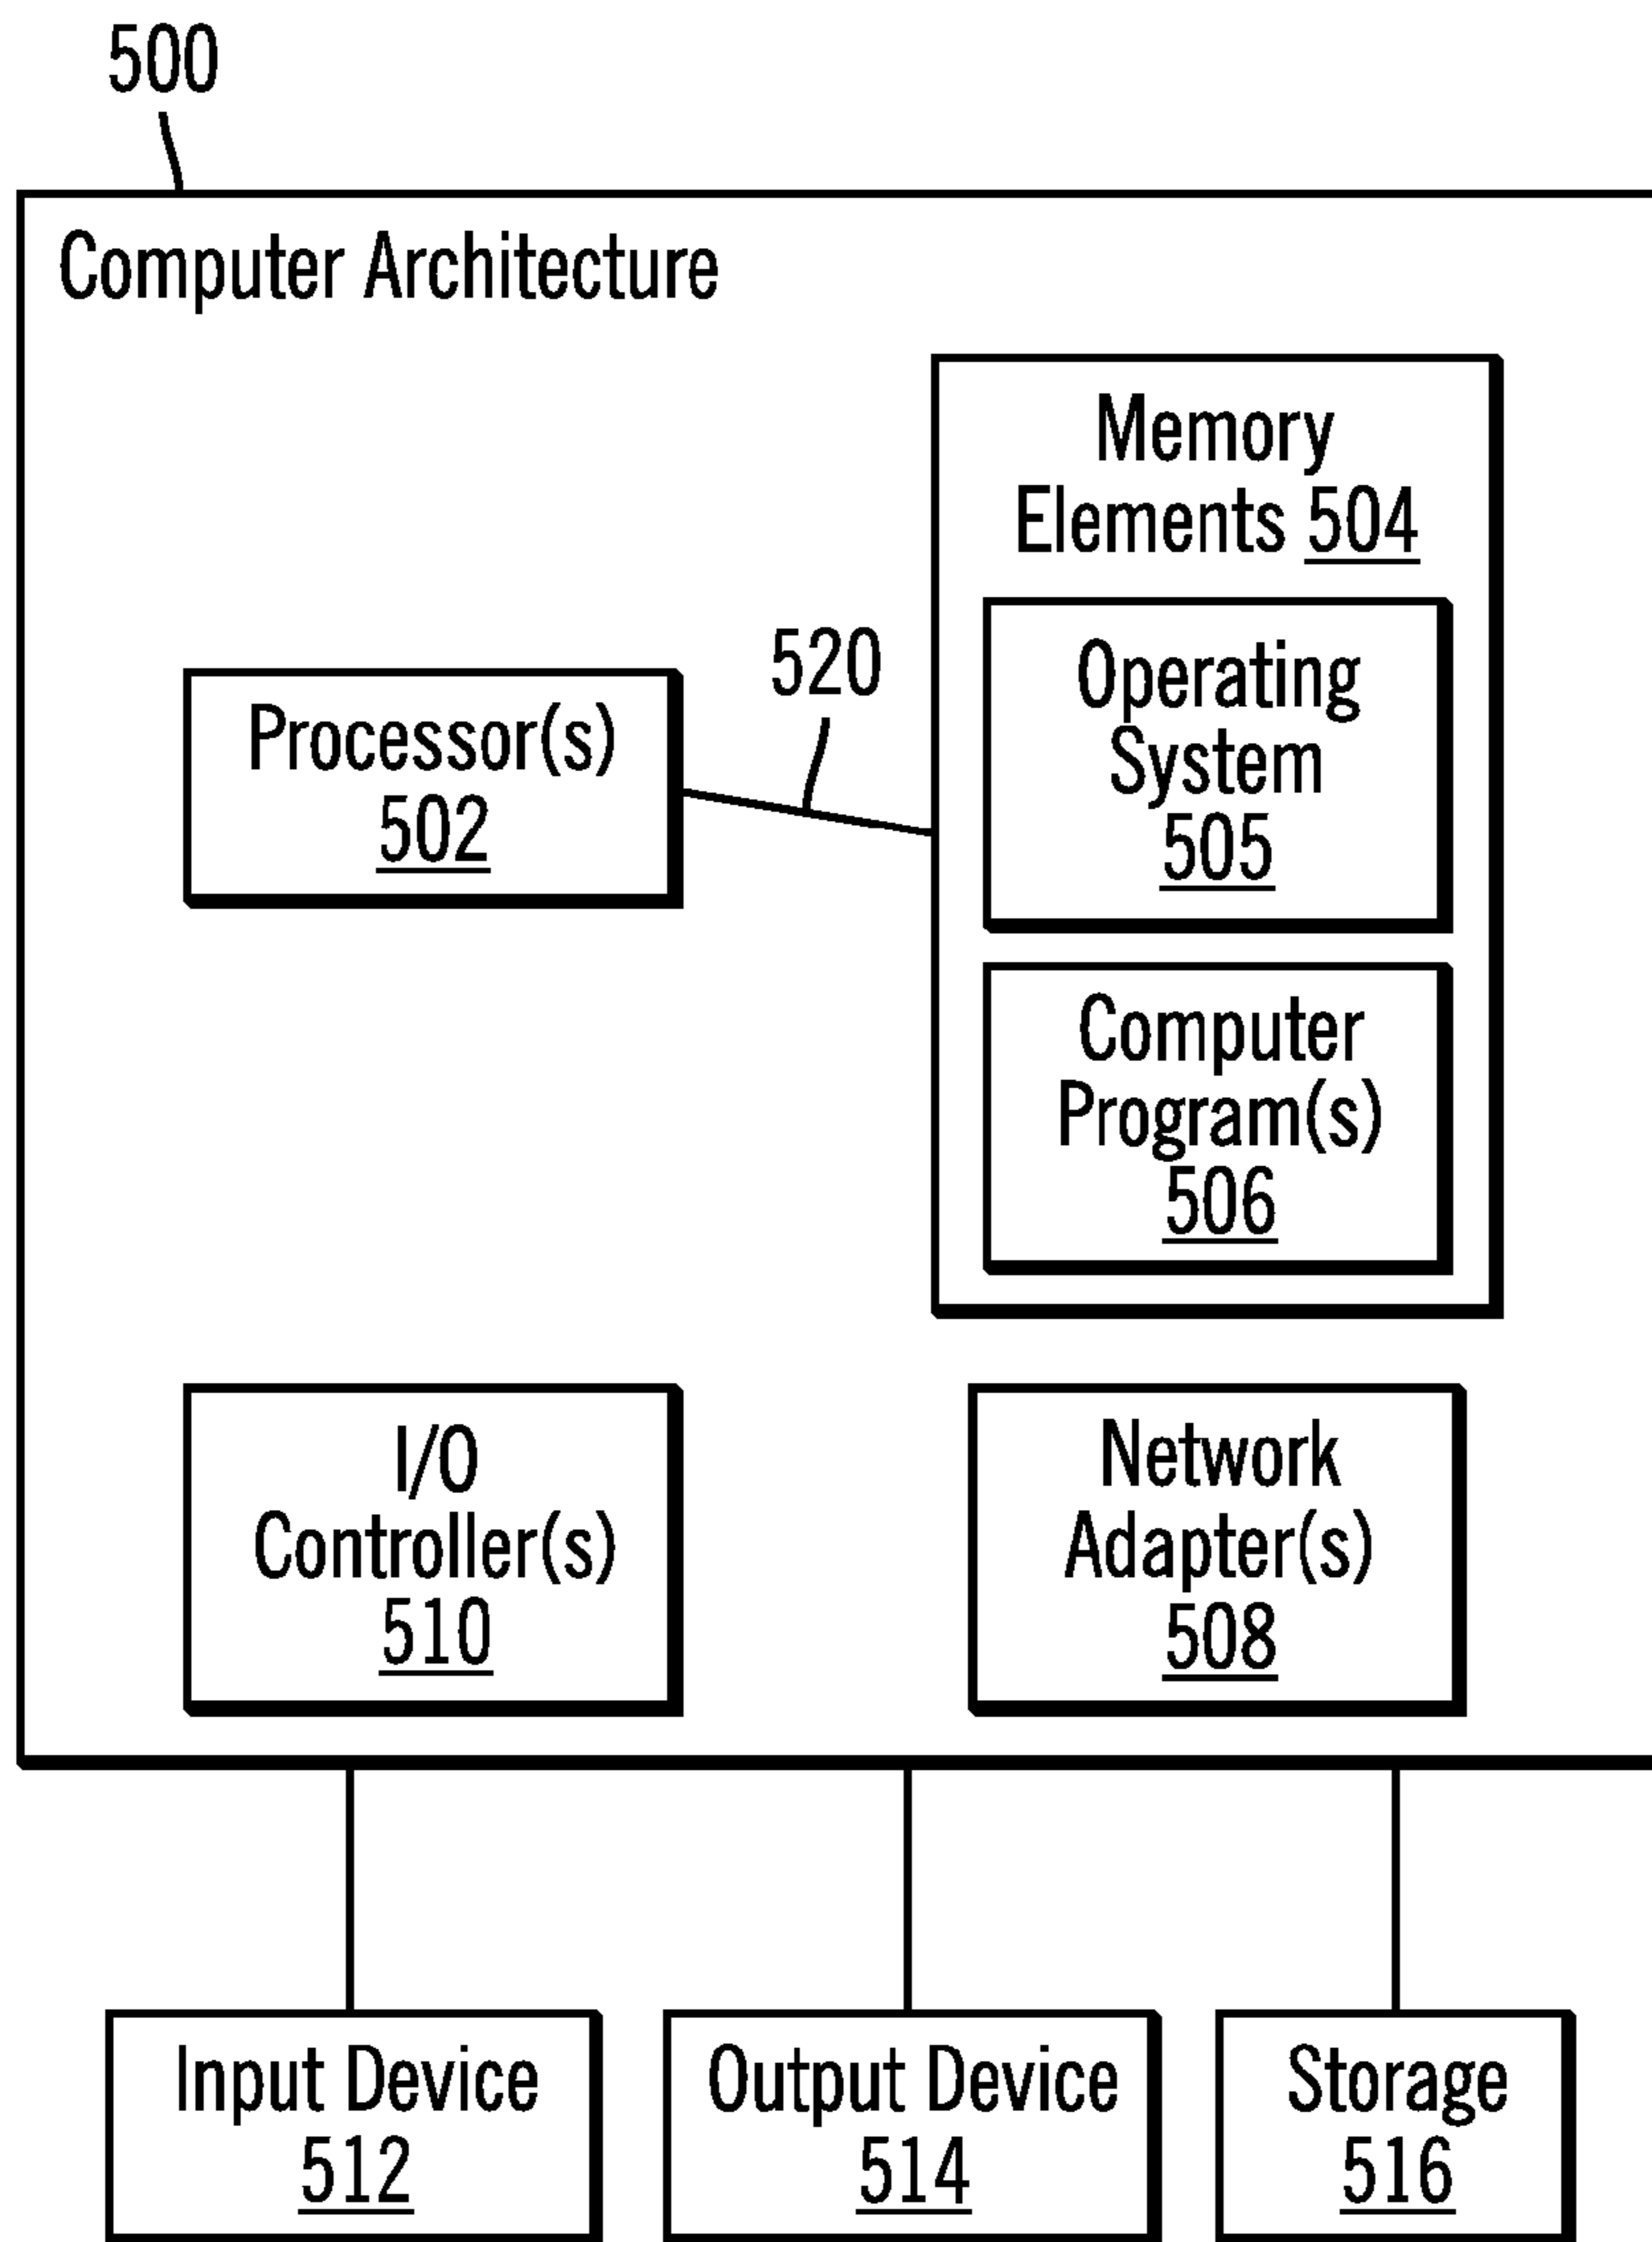 500
Computer Architecture
Memory
Elements 504
Operating
System
505
520
Processor(s)
502
Computer
Program(s)
506
I/O
Controller(s)
510
Network
Adapter(s)
508
Input Device
512
Output Device
514
Storage
516